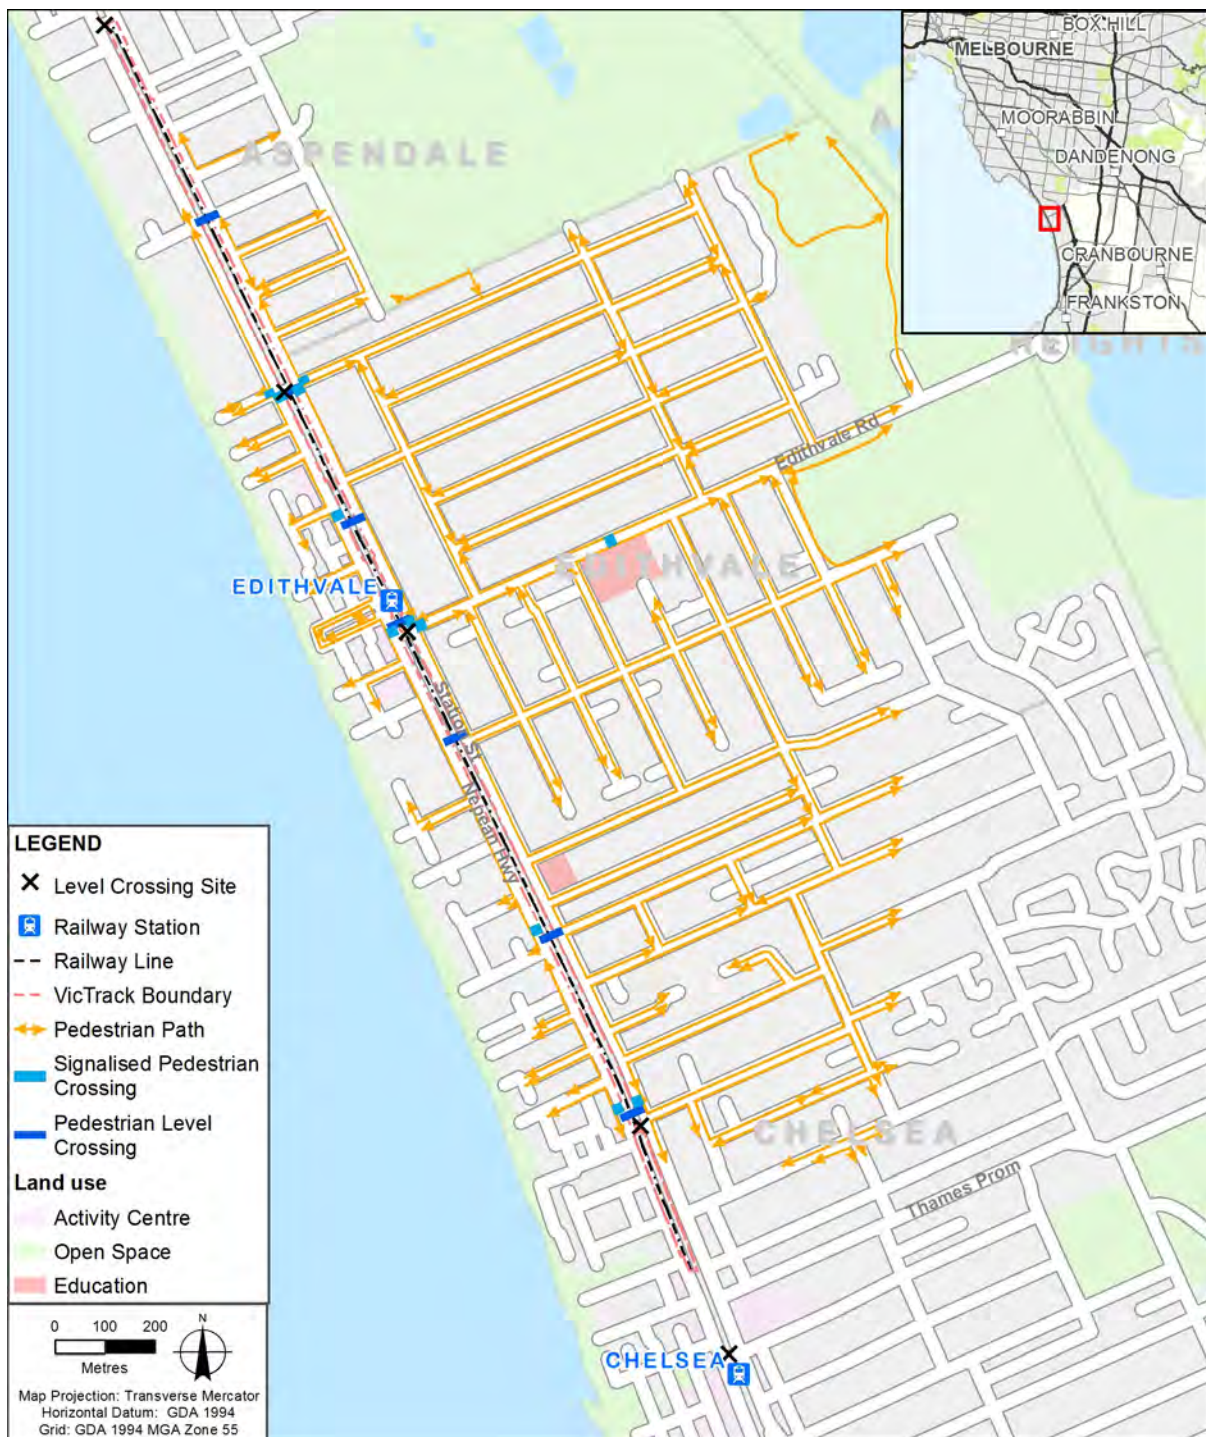 BOX HILL
MELBOURNE
MOORABBIN
DANDENONG
CRANBOURNE
FRANKSTON
ASPENDALE
A
HEIGHTS
Edithvale Rd
EDITHVALE
EDITHVALE
Station St
Nepean Hwy
CHELSEA
Thames Prom
CHELSEA
LEGEND
Level Crossing Site
Railway Station
Railway Line
VicTrack Boundary
Pedestrian Path
Signalised Pedestrian
Crossing
Pedestrian Level
Crossing
Land use
Activity Centre
Open Space
Education
0 100 200
Metres
N
Map Projection: Transverse Mercator
Horizontal Datum: GDA 1994
Grid: GDA 1994 MGA Zone 55